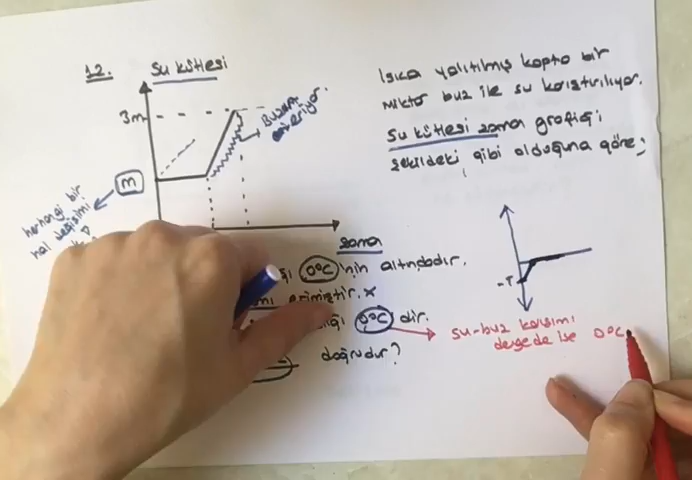 12. Su kütlesi
3m
m
Buzun
eriyor.
herhangi bir
hal değişimi
Isıca yalıtılmış kapta bir
miktar buz ile su karıştırılıyor.
Su kütlesi zaman grafiği
şekildeki gibi olduğuna göre;
zaman
0°C 'nin altındadır.
erimiştir. x
0°C dir.
doğrudur?
-T
su-buz karışımı
dengede ise 0°C